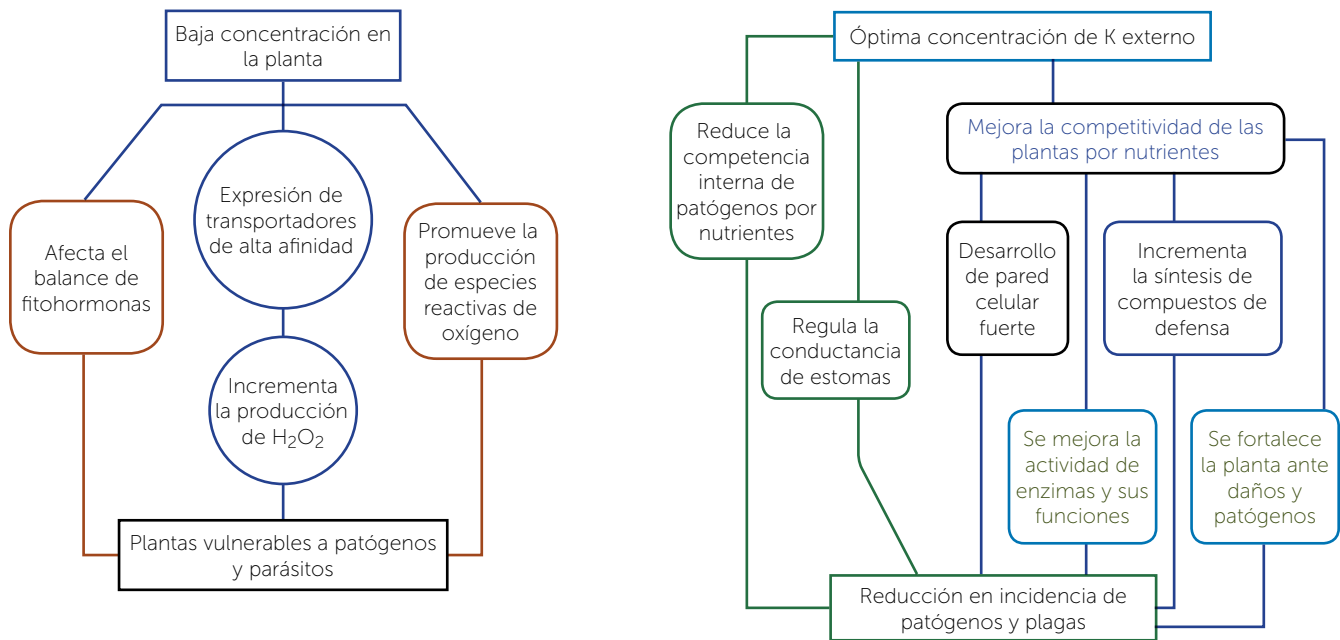 Baja concentración en
la planta
Expresión de
transportadores
de alta afinidad
Afecta el
balance de
fitohormonas
Promueve la
producción
de especies
reactivas de
oxígeno
Incrementa
la producción
de H₂O₂
Plantas vulnerables a patógenos
y parásitos
Óptima concentración de K externo
Reduce la
competencia
interna de
patógenos por
nutrientes
Mejora la competitividad de las
plantas por nutrientes
Regula la
conductancia
de estomas
Desarrollo
de pared
celular
fuerte
Incrementa
la síntesis de
compuestos de
defensa
Se mejora la
actividad de
enzimas y sus
funciones
Se fortalece
la planta ante
daños y
patógenos
Reducción en incidencia de
patógenos y plagas